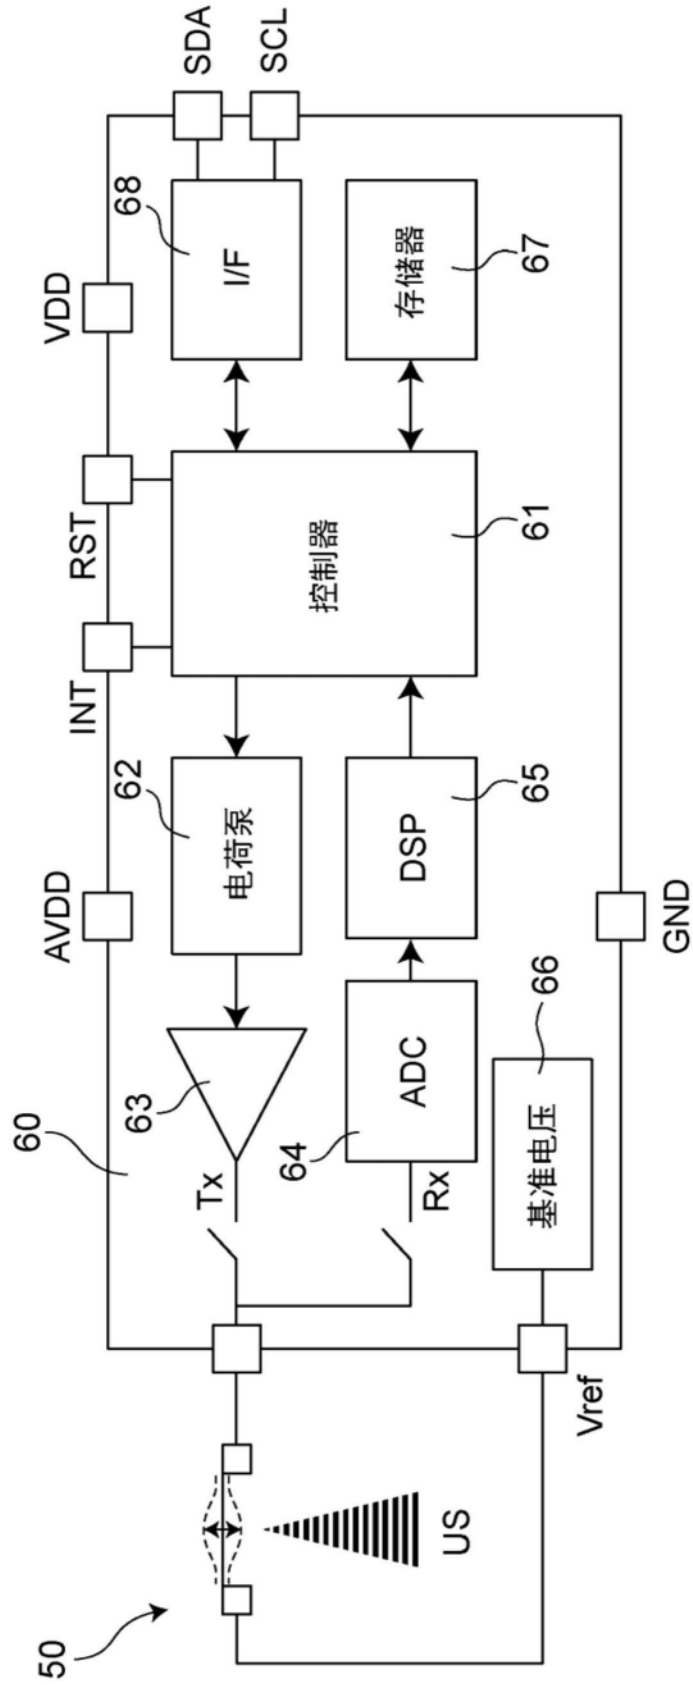 50
US
Vref
60
Tx
Rx
63
64
ADC
基准电压
66
AVDD
62
电荷泵
DSP
65
GND
INT
RST
控制器
61
VDD
68
I/F
存储器
67
SDA
SCL